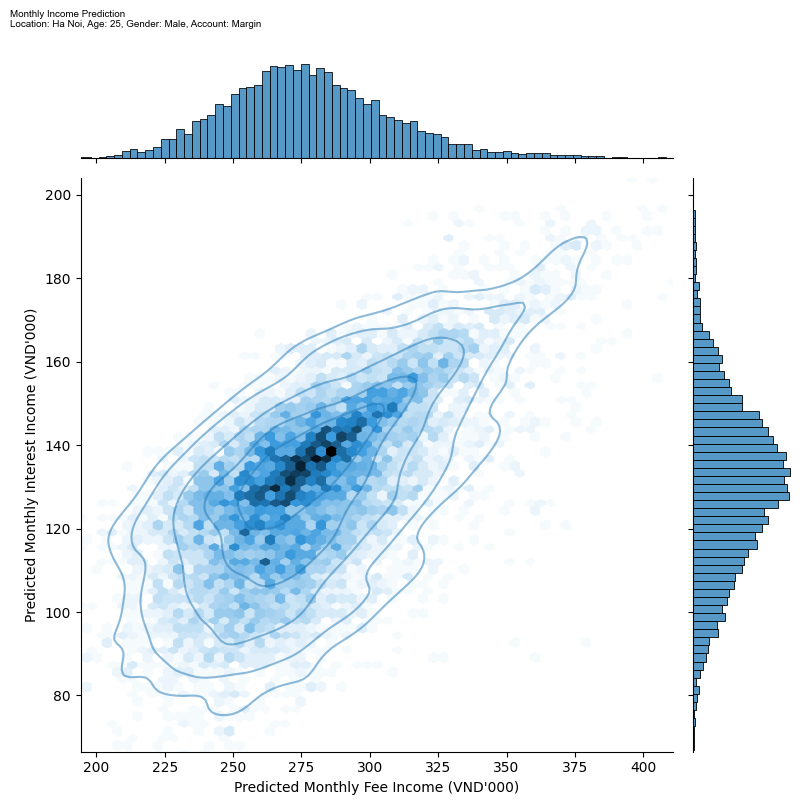 Monthly Income Prediction
Location: Ha Noi, Age: 25, Gender: Male, Account: Margin
200
180
160
140
120
100
80
Predicted Monthly Interest Income (VND'000)
200 225 250 275 300 325 350 375 400
Predicted Monthly Fee Income (VND'000)